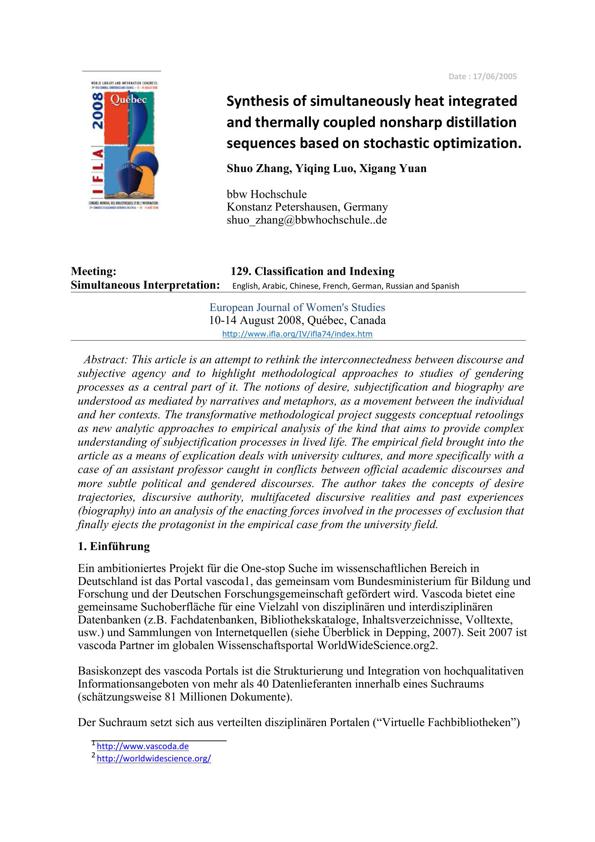 Date : 17/06/2005
WORLD LIBRARY AND INFORMATION CONGRESS:
Québec
IFLA 2008
Synthesis of simultaneously heat integrated
and thermally coupled nonsharp distillation
sequences based on stochastic optimization.
Shuo Zhang, Yiqing Luo, Xigang Yuan
bbw Hochschule
Konstanz Petershausen, Germany
shuo_zhang@bbwhochschule..de
Meeting: 129. Classification and Indexing
Simultaneous Interpretation: English, Arabic, Chinese, French, German, Russian and Spanish
European Journal of Women's Studies
10-14 August 2008, Québec, Canada
http://www.ifla.org/IV/ifla74/index.htm
Abstract: This article is an attempt to rethink the interconnectedness between discourse and
subjective agency and to highlight methodological approaches to studies of gendering
processes as a central part of it. The notions of desire, subjectification and biography are
understood as mediated by narratives and metaphors, as a movement between the individual
and her contexts. The transformative methodological project suggests conceptual retoolings
as new analytic approaches to empirical analysis of the kind that aims to provide complex
understanding of subjectification processes in lived life. The empirical field brought into the
article as a means of explication deals with university cultures, and more specifically with a
case of an assistant professor caught in conflicts between official academic discourses and
more subtle political and gendered discourses. The author takes the concepts of desire
trajectories, discursive authority, multifaceted discursive realities and past experiences
(biography) into an analysis of the enacting forces involved in the processes of exclusion that
finally ejects the protagonist in the empirical case from the university field.
1. Einführung
Ein ambitioniertes Projekt für die One-stop Suche im wissenschaftlichen Bereich in
Deutschland ist das Portal vascoda1, das gemeinsam vom Bundesministerium für Bildung und
Forschung und der Deutschen Forschungsgemeinschaft gefördert wird. Vascoda bietet eine
gemeinsame Suchoberfläche für eine Vielzahl von disziplinären und interdisziplinären
Datenbanken (z.B. Fachdatenbanken, Bibliothekskataloge, Inhaltsverzeichnisse, Volltexte,
usw.) und Sammlungen von Internetquellen (siehe Überblick in Depping, 2007). Seit 2007 ist
vascoda Partner im globalen Wissenschaftsportal WorldWideScience.org2.
Basiskonzept des vascoda Portals ist die Strukturierung und Integration von hochqualitativen
Informationsangeboten von mehr als 40 Datenlieferanten innerhalb eines Suchraums
(schätzungsweise 81 Millionen Dokumente).
Der Suchraum setzt sich aus verteilten disziplinären Portalen (“Virtuelle Fachbibliotheken”)
1 http://www.vascoda.de
2 http://worldwidescience.org/